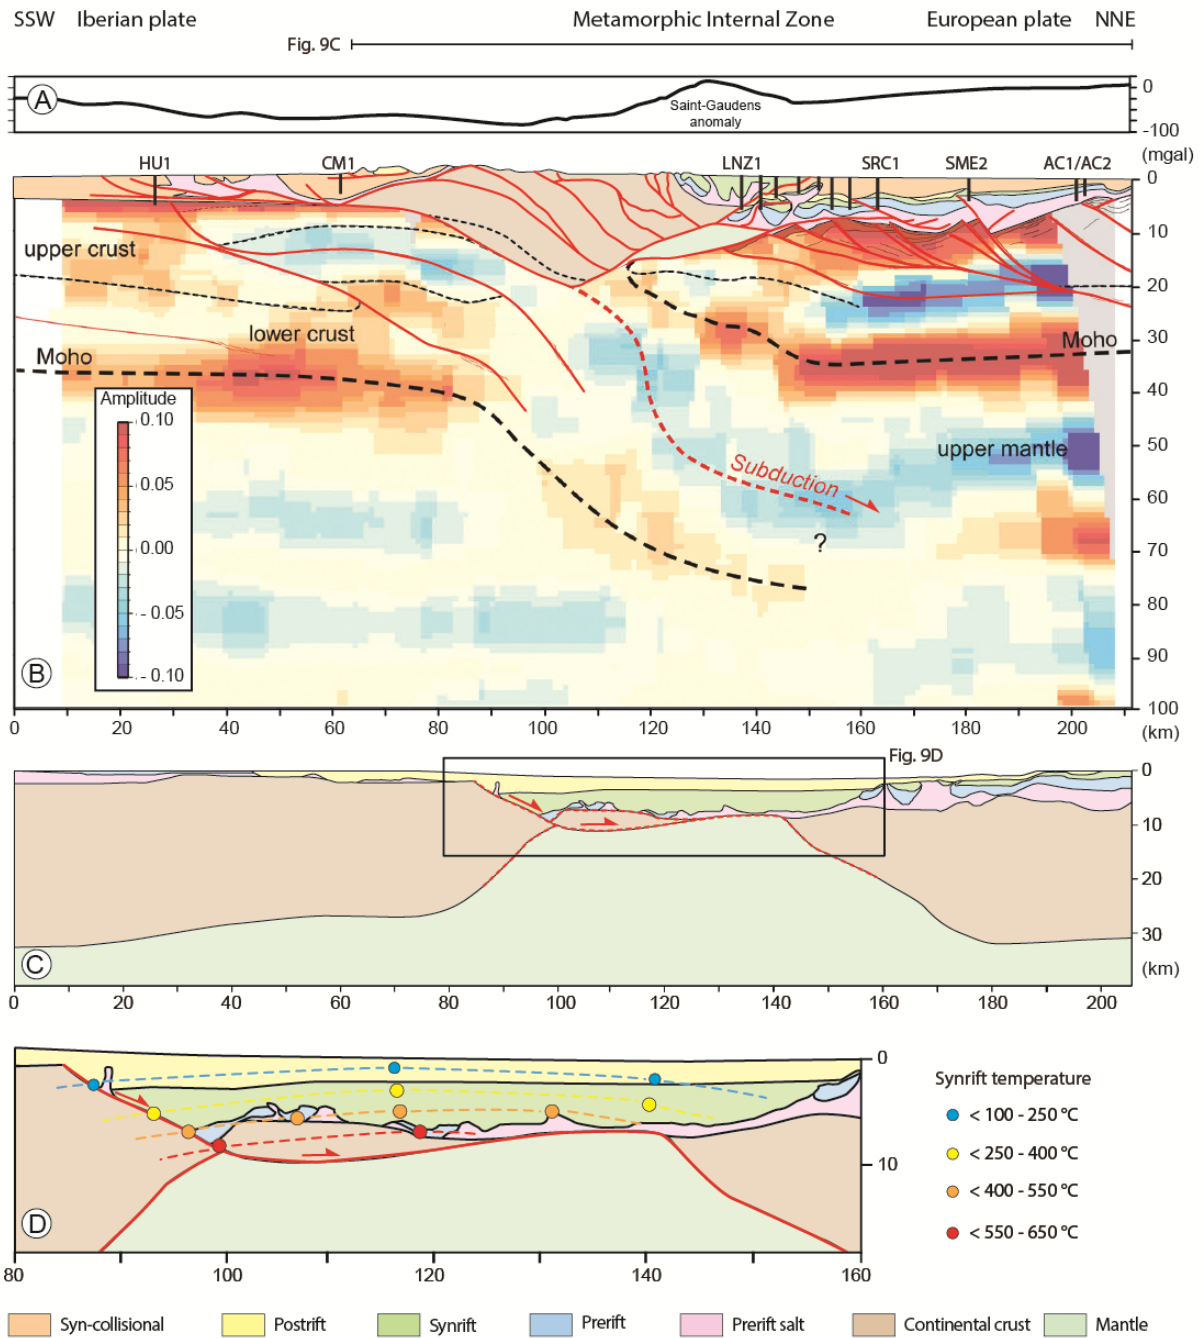 SSW Iberian plate Metamorphic Internal Zone European plate NNE
Fig. 9C
A
Saint-Gaudens
anomaly
0
-100
(mgal)
HU1 CM1 LNZ1 SRC1 SME2 AC1/AC2
0
10
20
30
40
50
60
70
80
90
100
(km)
upper crust
lower crust
Moho
Moho
upper mantle
Subduction
?
Amplitude
0.10
0.05
0.00
- 0.05
- 0.10
B
0 20 40 60 80 100 120 140 160 180 200
Fig. 9D
0
10
20
30
(km)
C
0 20 40 60 80 100 120 140 160 180 200
0
10
D
80 100 120 140 160
Synrift temperature
< 100 - 250 °C
< 250 - 400 °C
< 400 - 550 °C
< 550 - 650 °C
Syn-collisional Postrift Synrift Prerift Prerift salt Continental crust Mantle